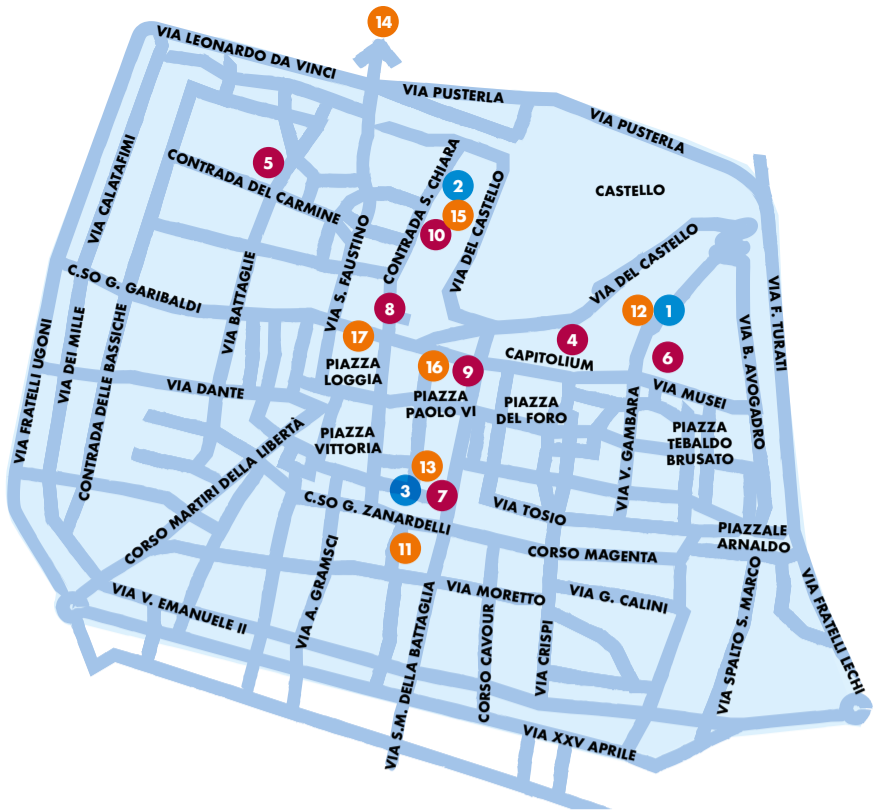 14
VIA LEONARDO DA VINCI
VIA PUSTERLA
VIA PUSTERLA
VIA CALATAFIMI
5
CONTRADA DEL CARMINE
CONTRADA S. CHIARA
2
15
10
VIA DEL CASTELLO
CASTELLO
VIA S. FAUSTINO
VIA BATTAGLIE
VIA DEL CASTELLO
C.SO G. GARIBALDI
VIA F. TURATI
VIA B. AVOGADRO
8
12
1
17
4
6
VIA FRATELLI UGONI
VIA DEI MILLE
CONTRADA DELLE BASSICHE
PIAZZA
LOGGIA
16
9
CAPITOLIUM
VIA DANTE
PIAZZA
PAOLO VI
PIAZZA
DEL FORO
VIA MUSEI
VIA V. GAMBARA
PIAZZA
TEBALDO
BRUSATO
PIAZZA
VITTORIA
CORSO MARTIRI DELLA LIBERTÀ
13
3
7
C.SO G. ZANARDELLI
VIA TOSIO
11
CORSO MAGENTA
PIAZZALE
ARNALDO
VIA A. GRAMSCI
VIA V. EMANUELE II
VIA MORETTO
VIA G. CALINI
VIA S.M. DELLA BATTAGLIA
CORSO CAVOUR
VIA CRISPI
VIA SPALTO S. MARCO
VIA FRATELLI LECHI
VIA XXV APRILE